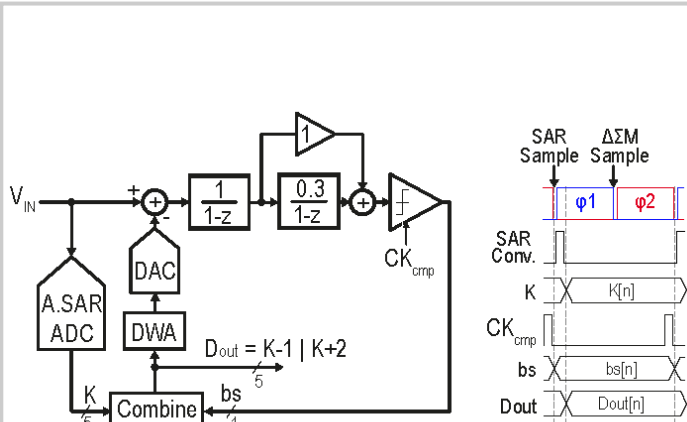 1
SAR
Sample
ΔΣM
Sample
V_IN
+
-
1
1-z
0.3
1-z
+
+
φ1
φ2
SAR
Conv.
CK_cmp
DAC
A.SAR
ADC
K
K[n]
DWA
D_out = K-1 | K+2
5
CK_cmp
bs
bs[n]
K
5
Combine
bs
1
Dout
Dout[n]